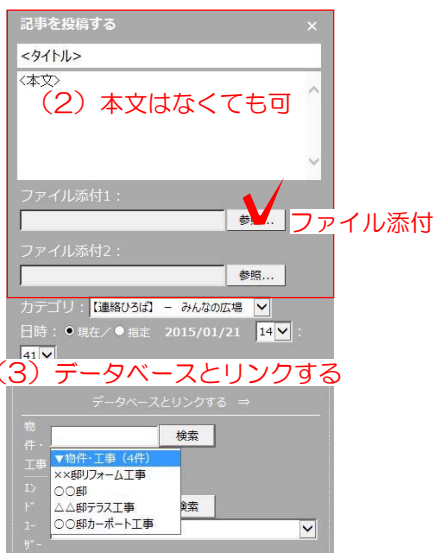 記事を投稿する ×
<タイトル>
<本文>
（2）本文はなくても可
ファイル添付1：
参照...
ファイル添付
ファイル添付2：
参照...
カテゴリ：【連絡ひろば】 － みんなの広場
日時： 現在／ 指定 2015/01/21 14 ：
41
（3）データベースとリンクする
データベースとリンクする ⇒
物件・工事
検索
▼物件･工事（4件）
××邸リフォーム工事
○○邸
△△邸テラス工事
○○邸カーポート工事
エンドユーザー
検索